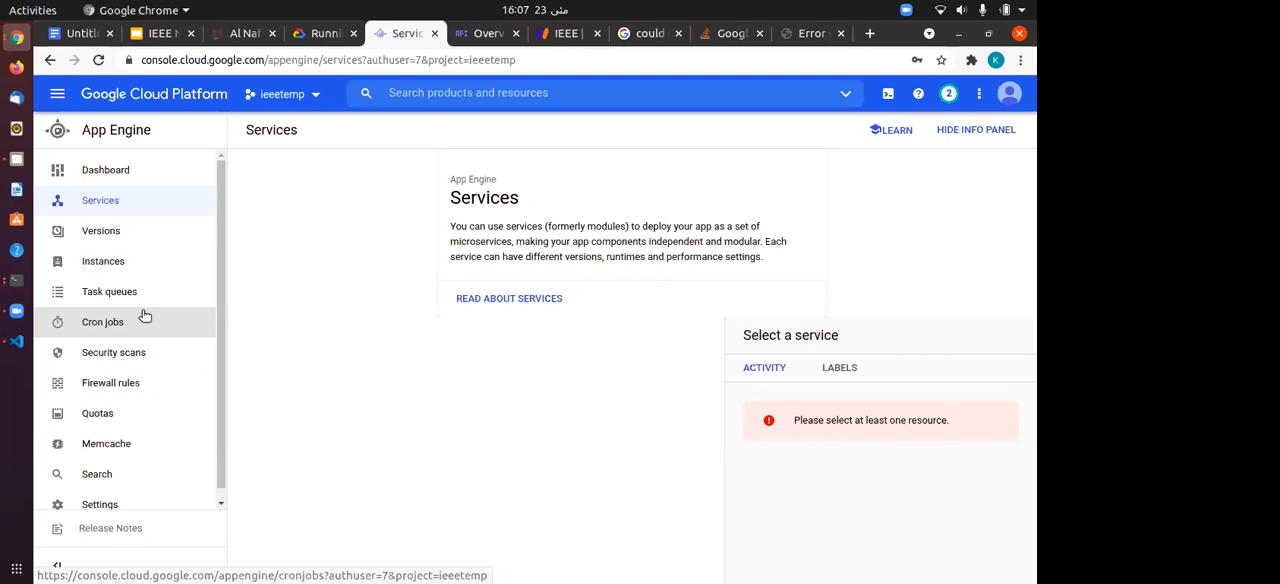 Activities
Google Chrome
16:07 23 مئی
Untitl
IEEE N
Al Naf
Runni
Servic
API
Overv
IEEE |
could
Googl
Error
console.cloud.google.com/appengine/services?authuser=7&project=ieeetemp
K
Google Cloud Platform
ieeetemp
Search products and resources
2
App Engine
Services
LEARN
HIDE INFO PANEL
Dashboard
Services
Versions
Instances
Task queues
Cron jobs
Security scans
Firewall rules
Quotas
Memcache
Search
Settings
Release Notes
App Engine
Services
You can use services (formerly modules) to deploy your app as a set of
microservices, making your app components independent and modular. Each
service can have different versions, runtimes and performance settings.
READ ABOUT SERVICES
Select a service
ACTIVITY
LABELS
Please select at least one resource.
https://console.cloud.google.com/appengine/cronjobs?authuser=7&project=ieeetemp